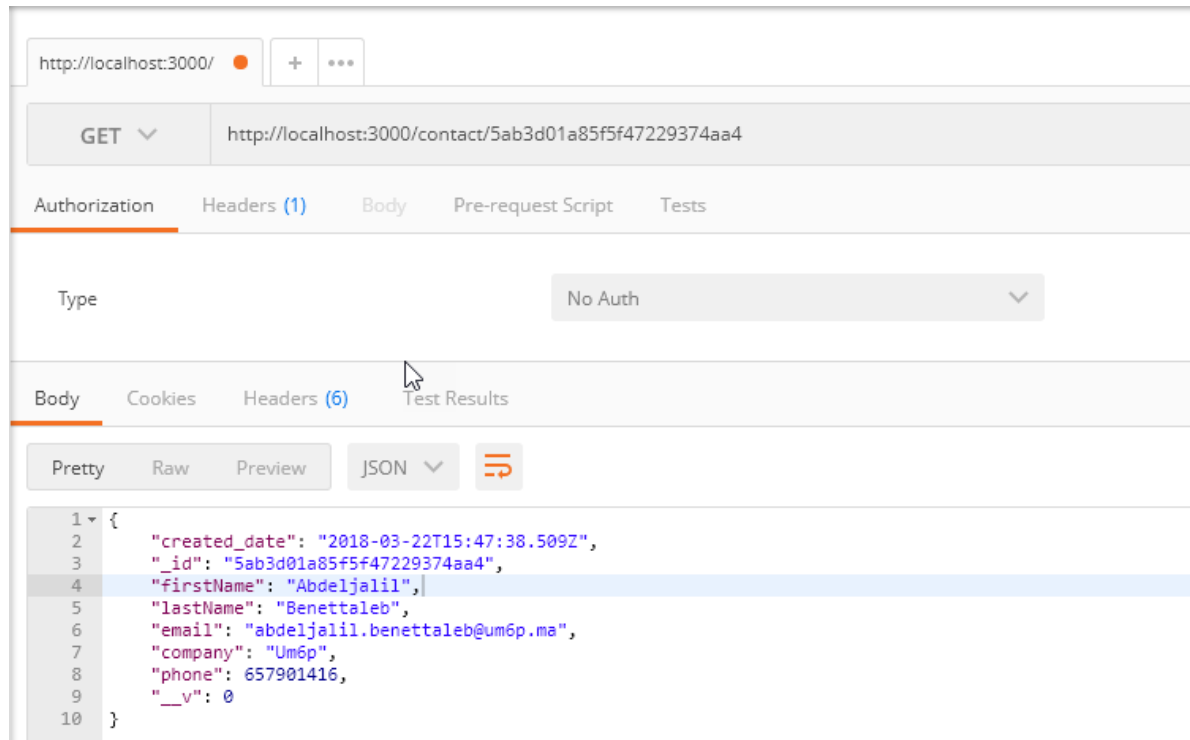 http://localhost:3000/ + •••
GET http://localhost:3000/contact/5ab3d01a85f5f47229374aa4
Authorization Headers (1) Body Pre-request Script Tests
Type No Auth
Body Cookies Headers (6) Test Results
Pretty Raw Preview JSON
1 {
2 "created_date": "2018-03-22T15:47:38.509Z",
3 "_id": "5ab3d01a85f5f47229374aa4",
4 "firstName": "Abdeljalil",
5 "lastName": "Benettaleb",
6 "email": "abdeljalil.benettaleb@um6p.ma",
7 "company": "Um6p",
8 "phone": 657901416,
9 "__v": 0
10 }